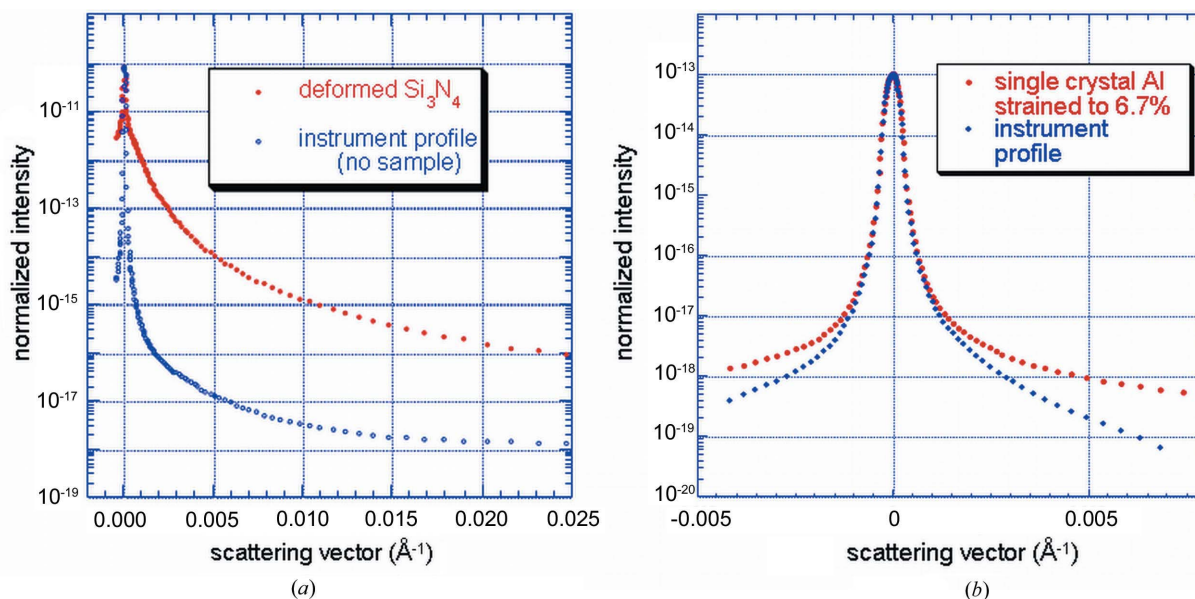 deformed Si₃N₄
instrument profile
(no sample)
normalized intensity
10⁻¹¹
10⁻¹³
10⁻¹⁵
10⁻¹⁷
10⁻¹⁹
0.000
0.005
0.010
0.015
0.020
0.025
scattering vector (Å⁻¹)
(a)
single crystal Al
strained to 6.7%
instrument
profile
normalized intensity
10⁻¹³
10⁻¹⁴
10⁻¹⁵
10⁻¹⁶
10⁻¹⁷
10⁻¹⁸
10⁻¹⁹
10⁻²⁰
-0.005
0
0.005
scattering vector (Å⁻¹)
(b)